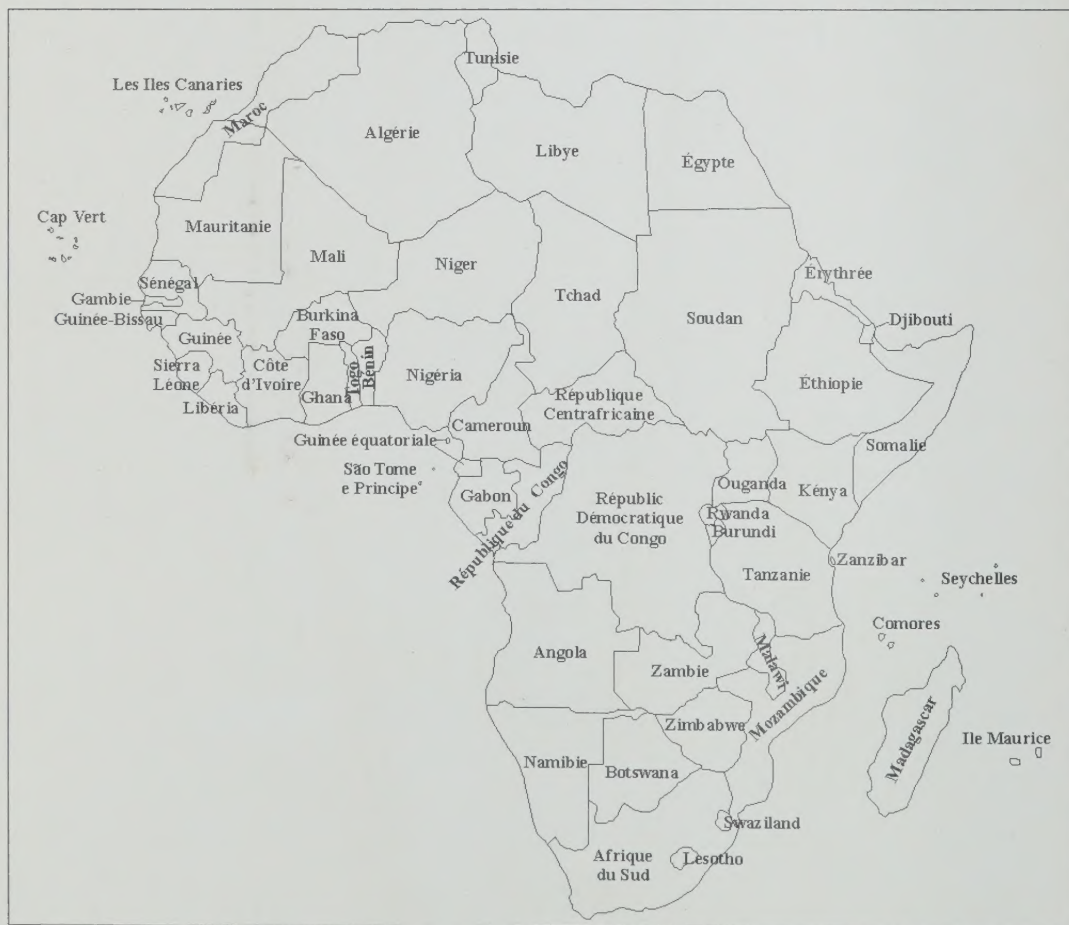 Tunisie
Les Iles Canaries
Maroc
Algérie
Libye
Égypte
Cap Vert
Mauritanie
Mali
Niger
Tchad
Soudan
Érythrée
Sénégal
Gambie
Guinée-Bissau
Guinée
Burkina
Faso
Djibouti
Sierra
Léone
Côte
d'Ivoire
Ghana
Togo
Bénín
Nigéria
Éthiopie
Libéria
République
Centrafricaine
Cameroun
Guinée équatoriale
Somalie
São Tome
e Principe
Gabon
République du Congo
Républic
Démocratique
du Congo
Ouganda
Kénya
Rwanda
Burundi
Tanzanie
Zanzibar
Seychelles
Comores
Angola
Zambie
Malawi
Mozambique
Zimbabwe
Madagascar
Ile Maurice
Namibie
Botswana
Swaziland
Afrique
du Sud
Lesotho